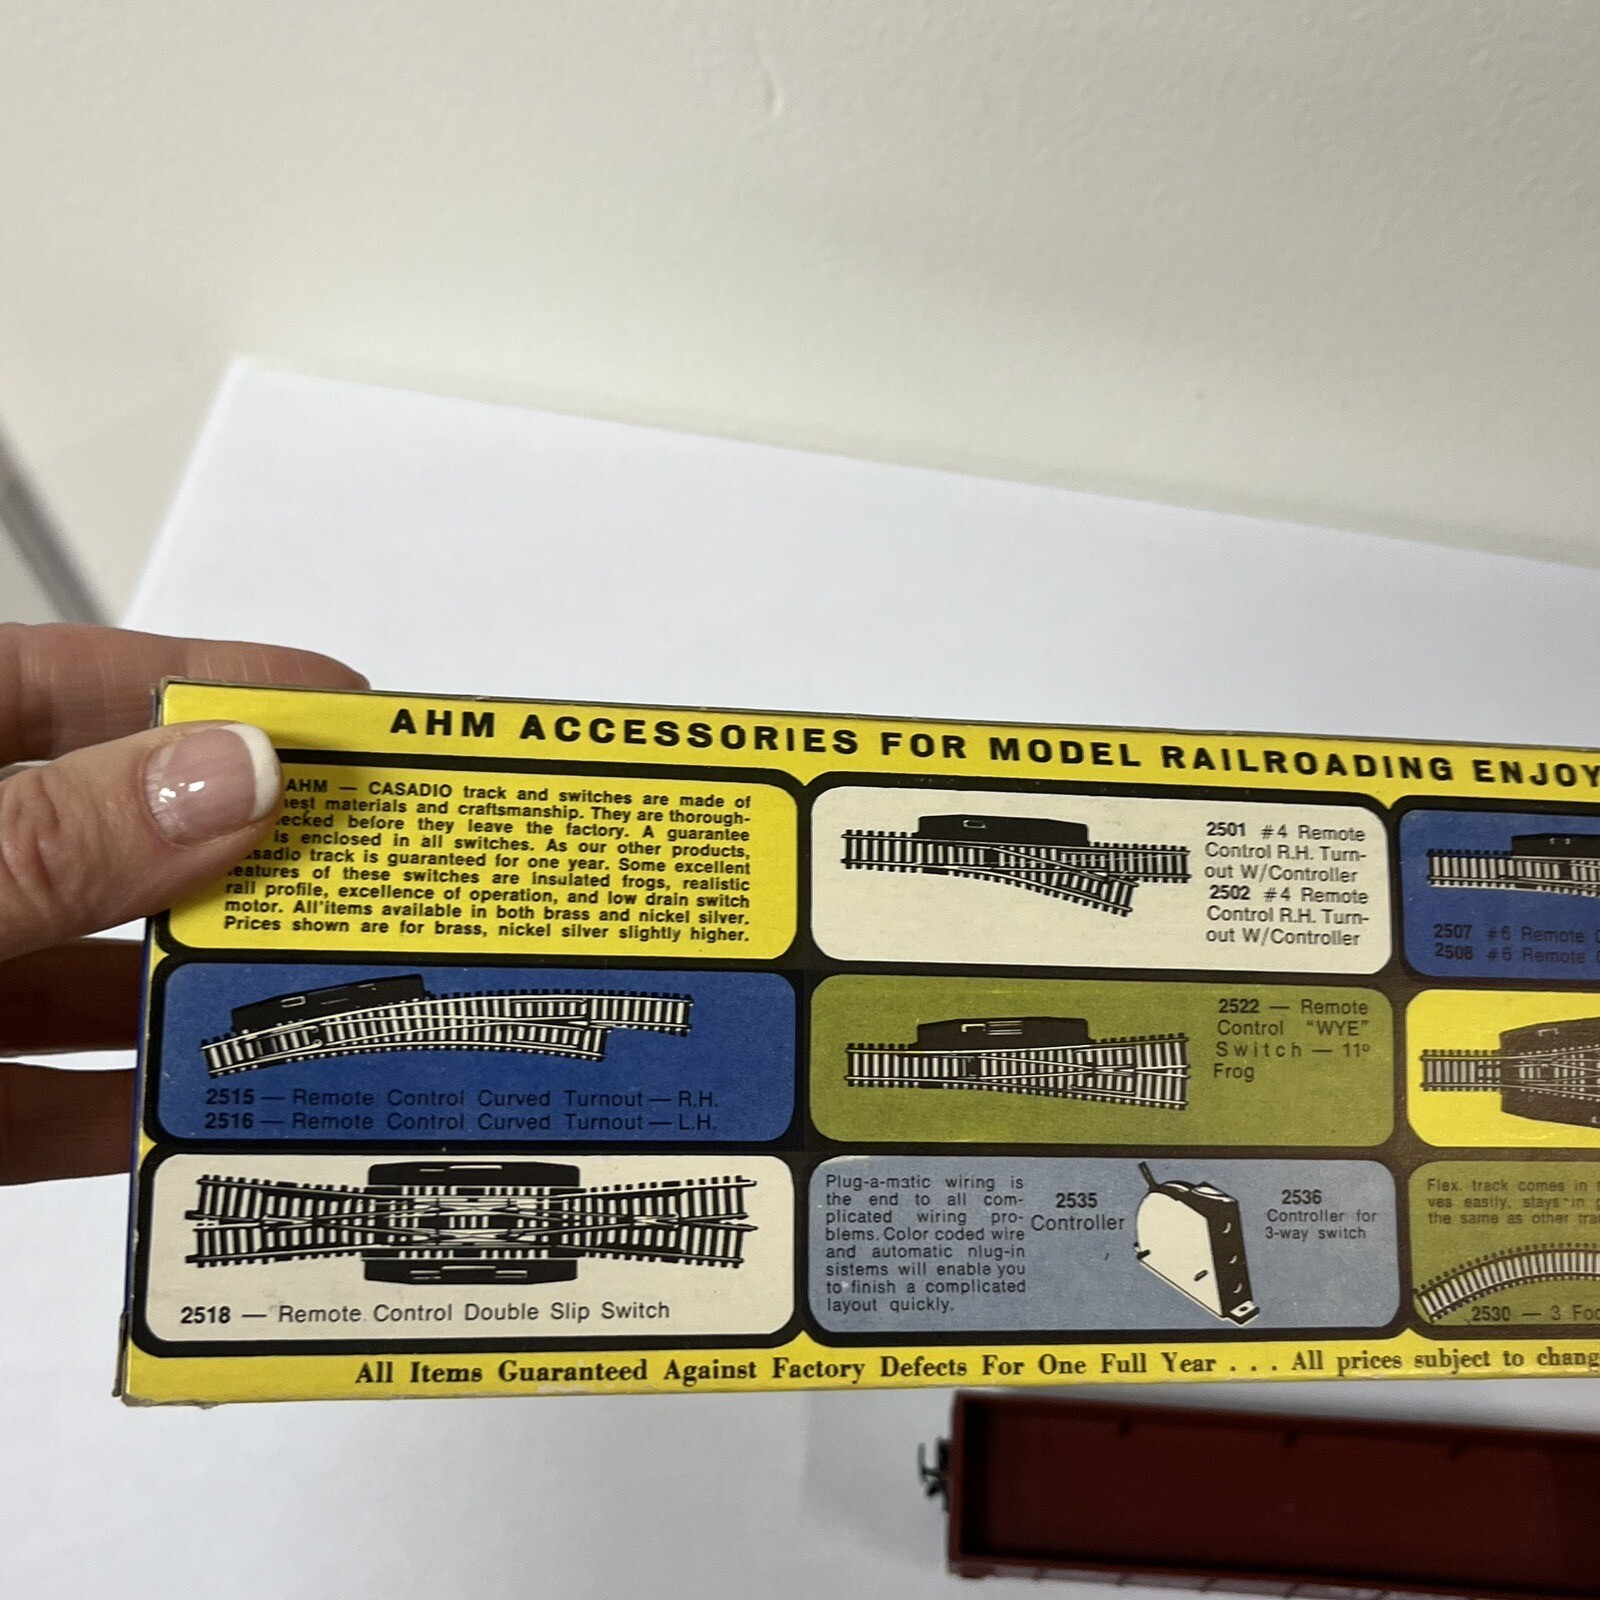 AHM ACCESSORIES FOR MODEL RAILROADING ENJOY
AHM — CASADIO track and switches are made of
materials and craftsmanship. They are thorough-
before they leave the factory. A guarantee
is enclosed in all switches. As our other products,
track is guaranteed for one year. Some excellent
of these switches are insulated frogs, realistic
rail profile, excellence of operation, and low drain switch
motor. All items available in both brass and nickel silver.
Prices shown are for brass, nickel silver slightly higher.
2501 #4 Remote
Control R.H. Turn-
out W/Controller
2502 #4 Remote
Control R.H. Turn-
out W/Controller
2507 #6 Remote
2508 #6 Remote
2515 — Remote Control Curved Turnout — R.H.
2516 — Remote Control Curved Turnout — L.H.
2522 — Remote
Control "WYE"
Switch — 11º
Frog
2518 — Remote Control Double Slip Switch
Plug-a-matic wiring is
the end to all com-
plicated wiring pro-
blems. Color coded wire
and automatic plug-in
sistems will enable you
to finish a complicated
layout quickly.
2535
Controller
2536
Controller for
3-way switch
Flex. track comes in
ves easily, stays in
the same as other
2530 — 3
All Items Guaranteed Against Factory Defects For One Full Year . . . All prices subject to